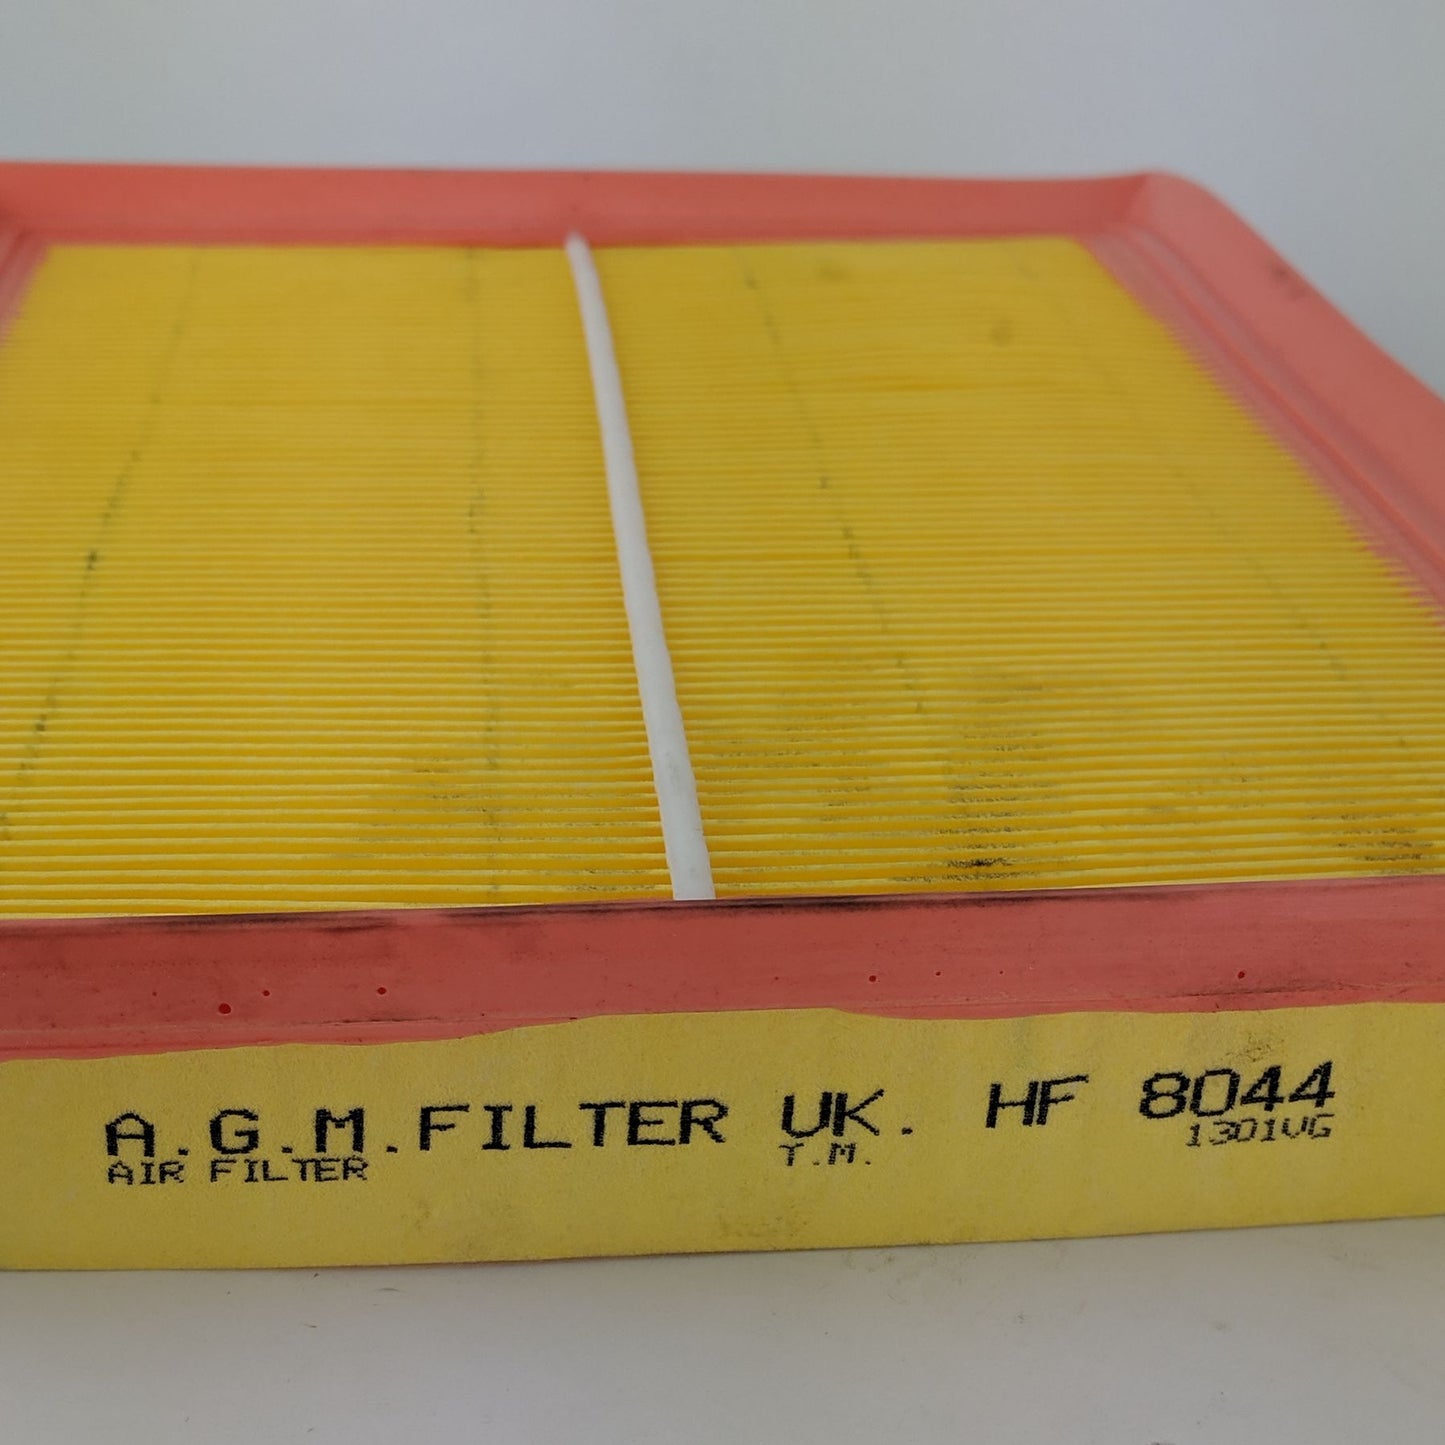 A.G.M.FILTER UK. HF 8044
AIR FILTER T.M. 1301VG